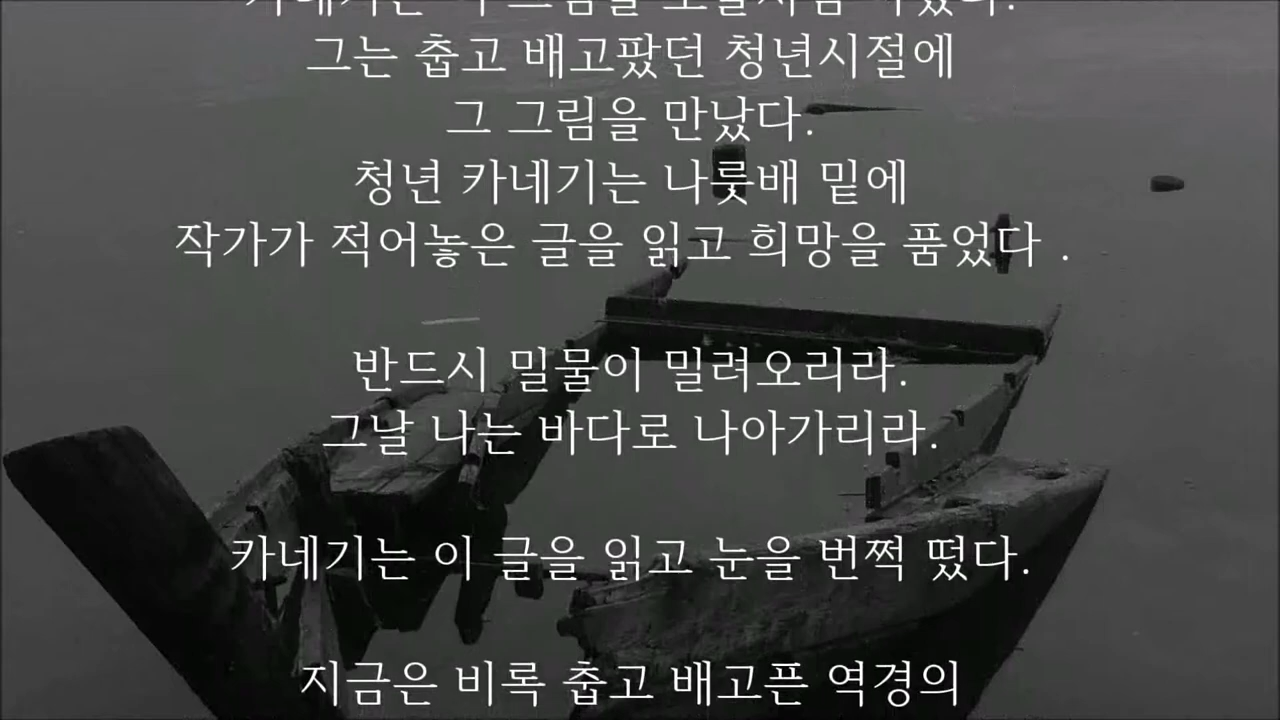 카네기는
그는 춥고 배고팠던 청년시절에
그 그림을 만났다.
청년 카네기는 나룻배 밑에
작가가 적어놓은 글을 읽고 희망을 품었다 .
반드시 밀물이 밀려오리라.
그날 나는 바다로 나아가리라.
카네기는 이 글을 읽고 눈을 번쩍 떴다.
지금은 비록 춥고 배고픈 역경의